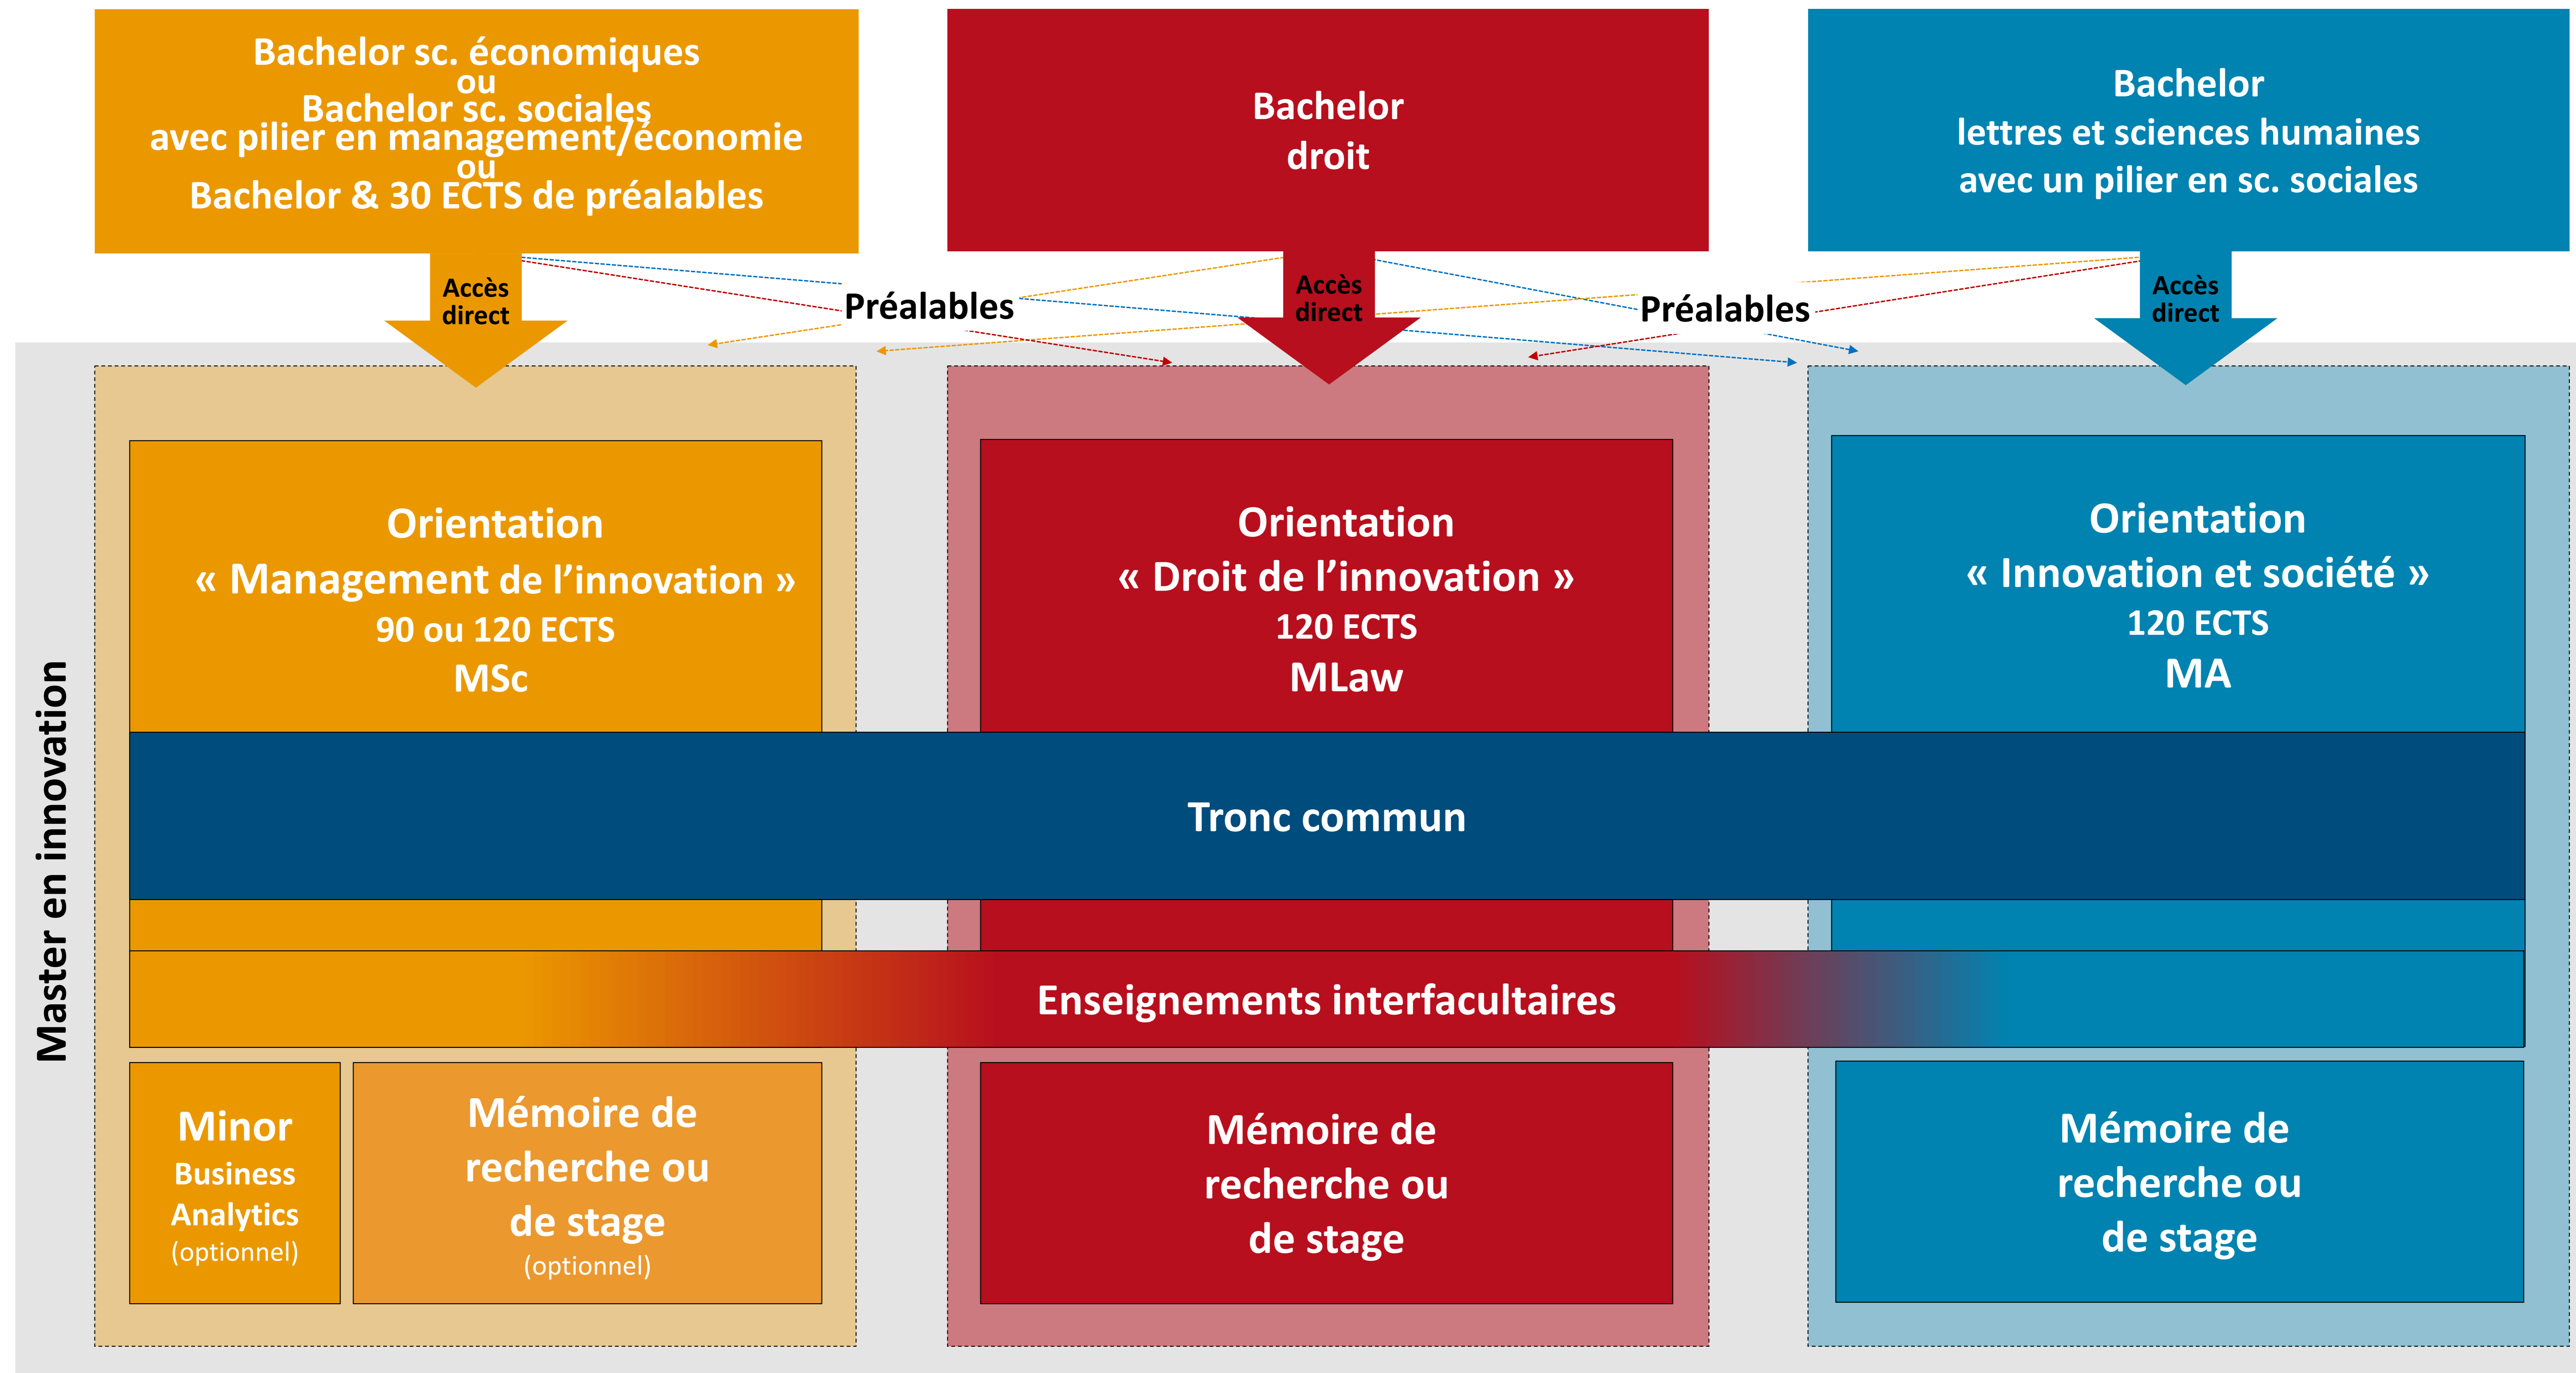 Bachelor sc. économiques
ou
Bachelor sc. sociales
avec pilier en management/économie
ou
Bachelor & 30 ECTS de préalables
Bachelor
droit
Bachelor
lettres et sciences humaines
avec un pilier en sc. sociales
Accès
direct
Préalables
Accès
direct
Préalables
Accès
direct
Master en innovation
Orientation
« Management de l’innovation »
90 ou 120 ECTS
MSc
Orientation
« Droit de l’innovation »
120 ECTS
MLaw
Orientation
« Innovation et société »
120 ECTS
MA
Tronc commun
Enseignements interfacultaires
Minor
Business
Analytics
(optionnel)
Mémoire de
recherche ou
de stage
(optionnel)
Mémoire de
recherche ou
de stage
Mémoire de
recherche ou
de stage